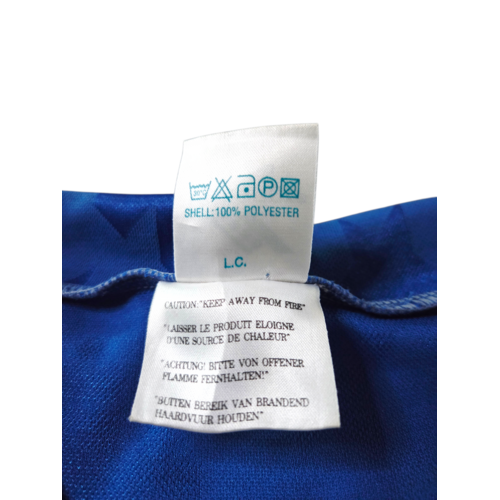 30°C P
SHELL:100% POLYESTER
L.C.
CAUTION:"KEEP AWAY FROM FIRE"
"LAISSER LE PRODUIT ELOIGNE
D'UNE SOURCE DE CHALEUR"
"ACHTUNG! BITTE VON OFFENER
FLAMME FERNHALTEN!"
"BUITEN BEREIK VAN BRANDEND
HAARDVUUR HOUDEN"